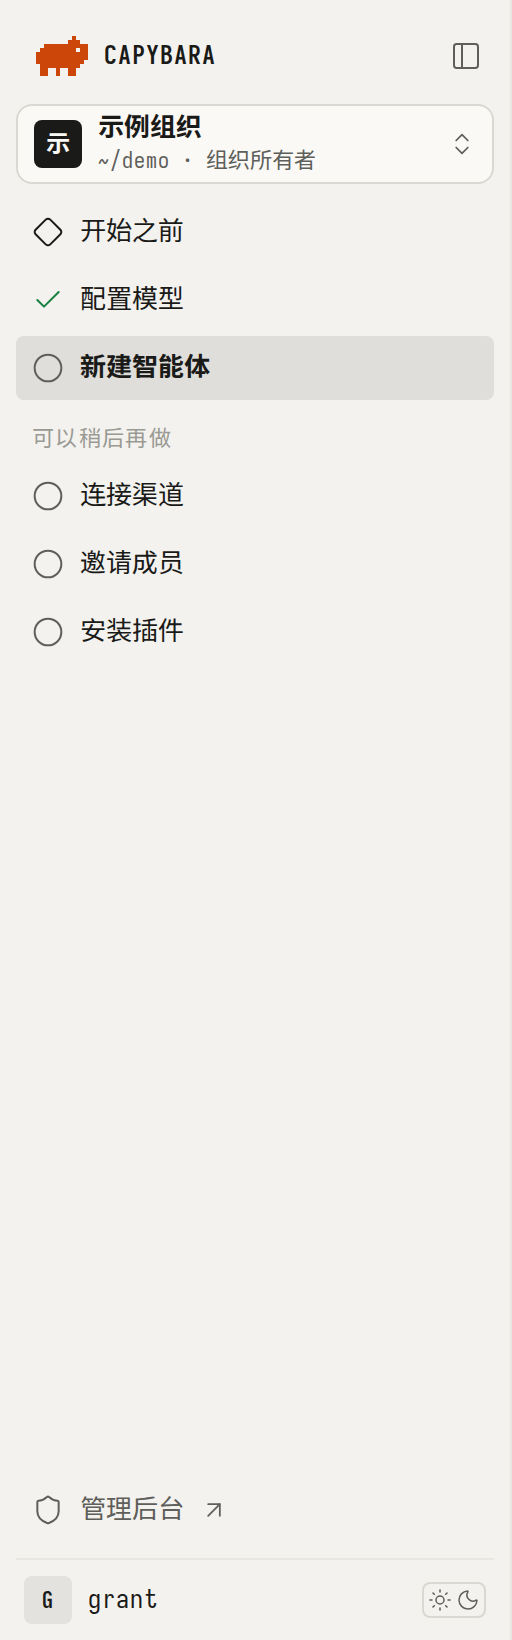 CAPYBARA
示
示例组织
~/demo · 组织所有者
开始之前
配置模型
新建智能体
可以稍后再做
连接渠道
邀请成员
安装插件
管理后台
G
grant